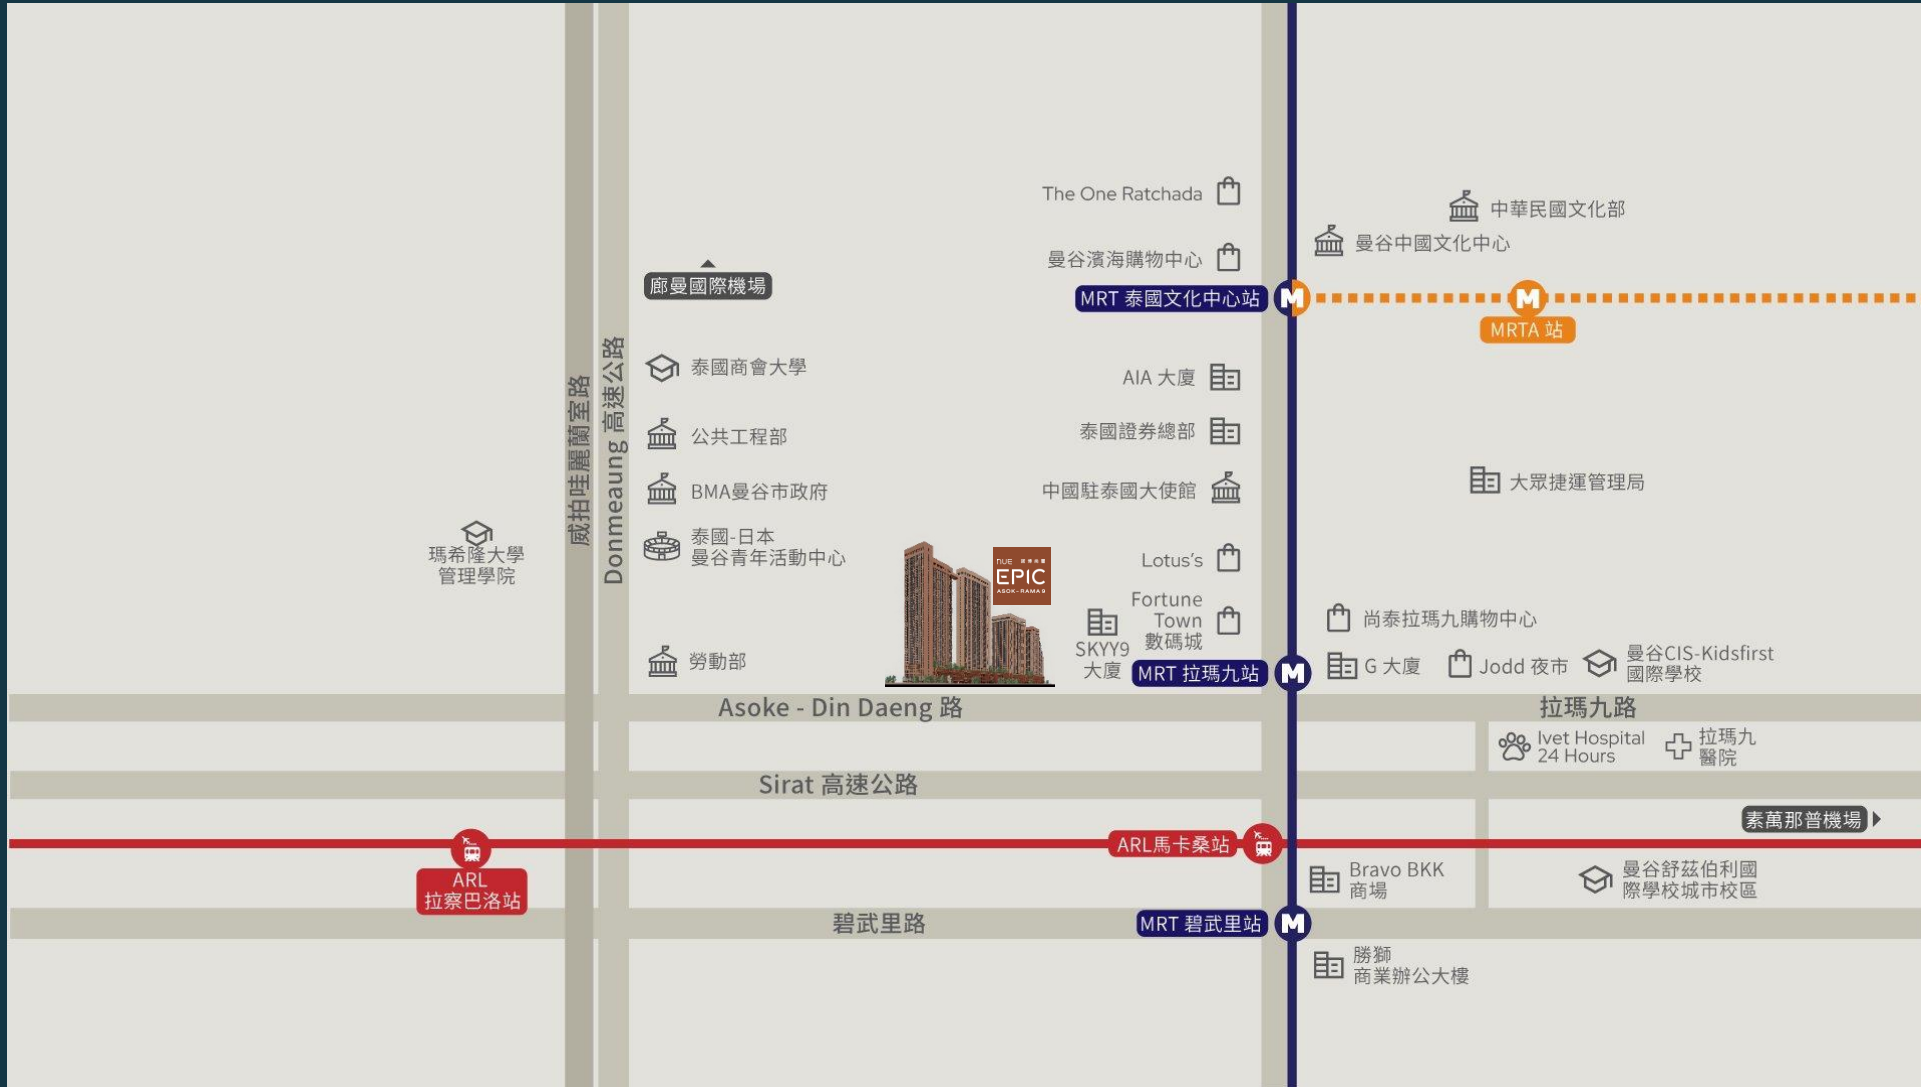 The One Ratchada
中華民國文化部
曼谷中國文化中心
曼谷濱海購物中心
廊曼國際機場
MRT 泰國文化中心站
MRTA 站
泰國商會大學
AIA 大廈
公共工程部
泰國證券總部
威拍哇麗蘭室路
Donmeaung 高速公路
BMA曼谷市政府
中國駐泰國大使館
大眾捷運管理局
泰國-日本
曼谷青年活動中心
瑪希隆大學
管理學院
Lotus's
NUE
EPIC
ASOK-RAMA 9
Fortune
Town
數碼城
SKYY9
大廈
尚泰拉瑪九購物中心
勞動部
MRT 拉瑪九站
G 大廈
Jodd 夜市
曼谷CIS-Kidsfirst
國際學校
Asoke - Din Daeng 路
拉瑪九路
Ivet Hospital
24 Hours
拉瑪九
醫院
Sirat 高速公路
素萬那普機場
ARL馬卡桑站
ARL
拉察巴洛站
Bravo BKK
商場
曼谷舒茲伯利國
際學校城市校區
碧武里路
MRT 碧武里站
勝獅
商業辦公大樓